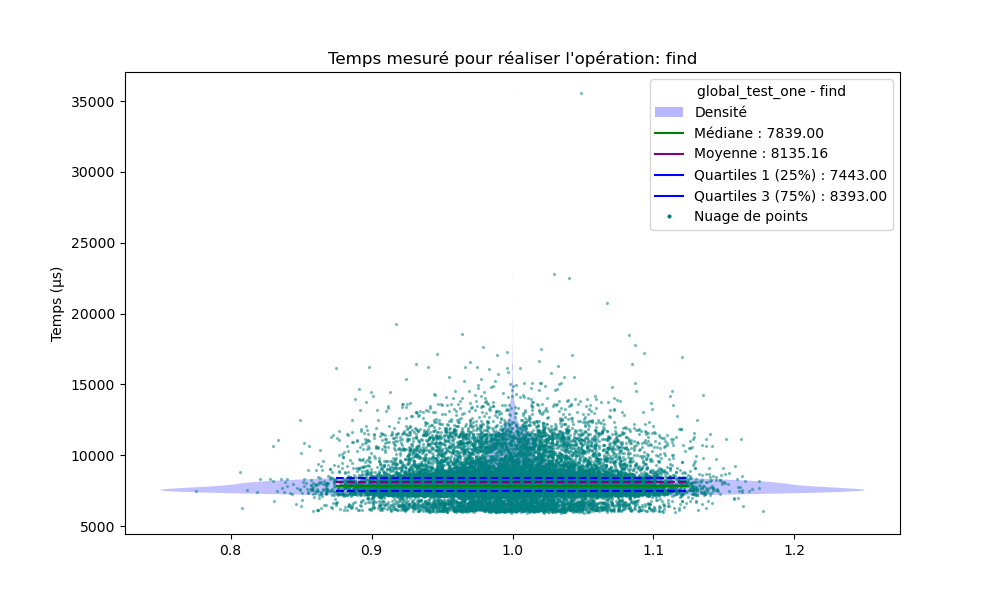 Temps mesuré pour réaliser l'opération: find
global_test_one - find
Densité
Médiane : 7839.00
Moyenne : 8135.16
Quartiles 1 (25%) : 7443.00
Quartiles 3 (75%) : 8393.00
Nuage de points
Temps (µs)
35000
30000
25000
20000
15000
10000
5000
0.8 0.9 1.0 1.1 1.2